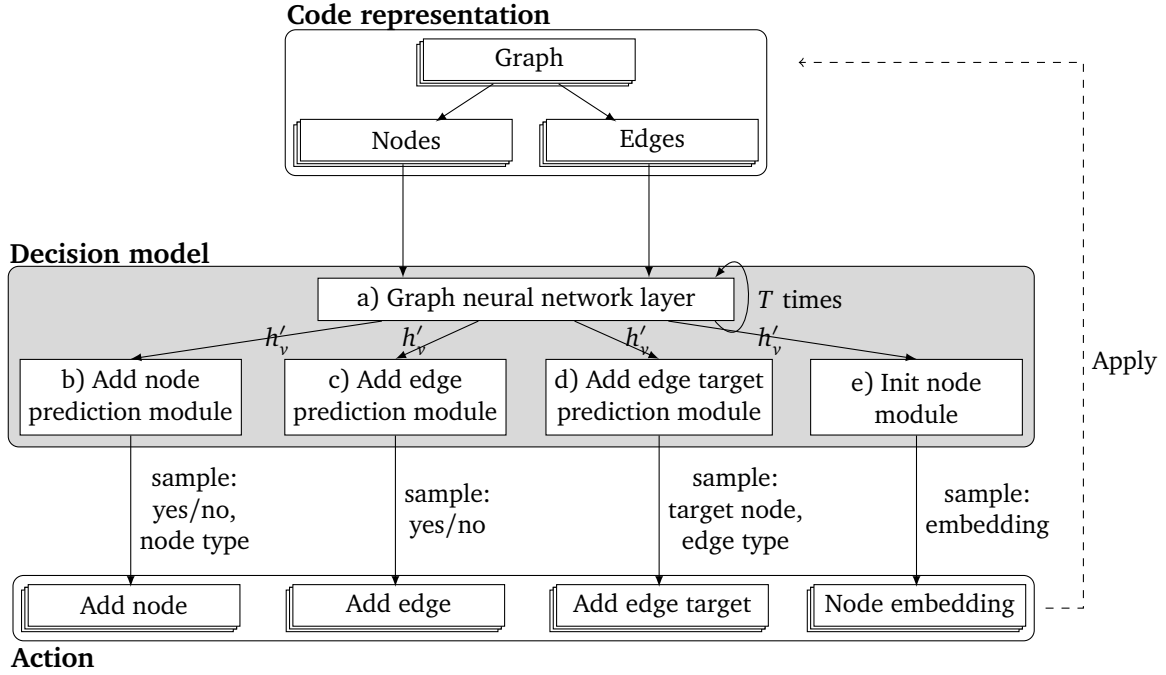 Code representation
Graph
Nodes
Edges
Decision model
a) Graph neural network layer
T times
h′ᵥ
h′ᵥ
h′ᵥ
h′ᵥ
b) Add node
prediction module
c) Add edge
prediction module
d) Add edge target
prediction module
e) Init node
module
Apply
sample:
yes/no,
node type
sample:
yes/no
sample:
target node,
edge type
sample:
embedding
Add node
Add edge
Add edge target
Node embedding
Action